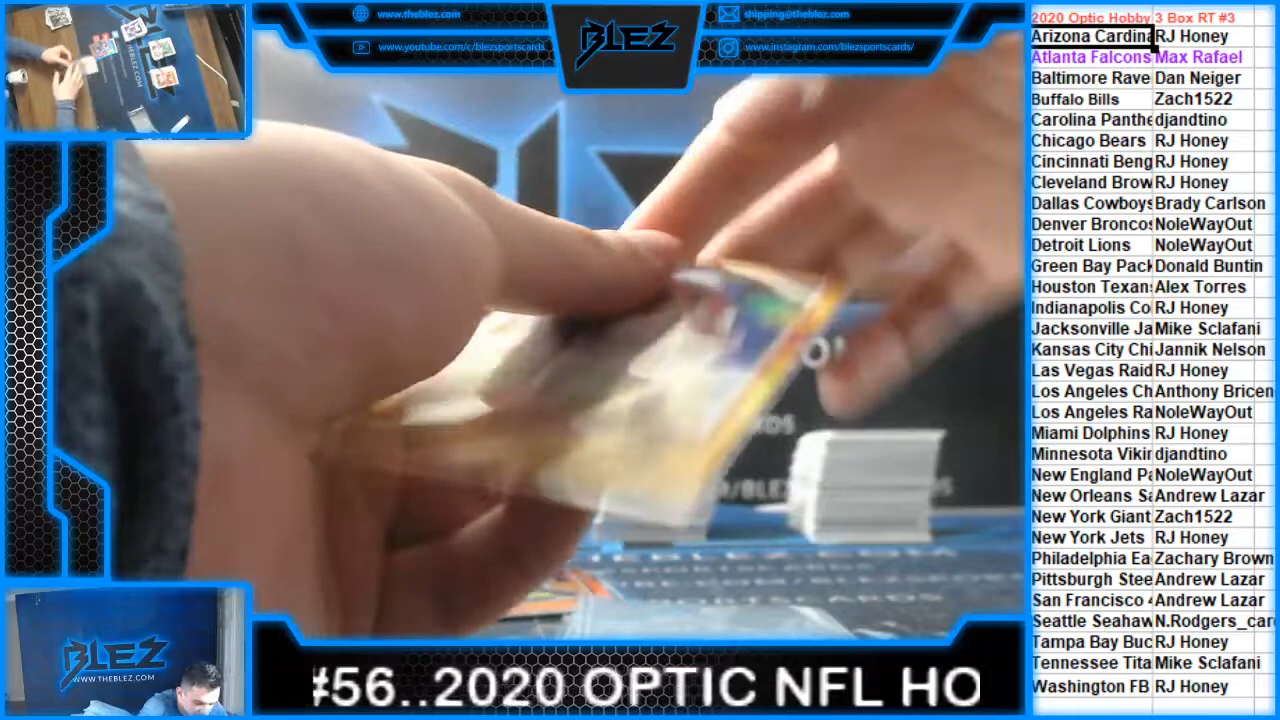 www.theblez.com
www.youtube.com/c/blezsportscards/
BLEZ
shipping@theblez.com
www.instagram.com/blezsportscards/
2020 Optic Hobby 3 Box RT #3
Arizona Cardina RJ Honey
Atlanta Falcons Max Rafael
Baltimore Rave Dan Neiger
Buffalo Bills Zach1522
Carolina Panthe djandtino
Chicago Bears RJ Honey
Cincinnati Beng RJ Honey
Cleveland Brow RJ Honey
Dallas Cowboys Brady Carlson
Denver Broncos NoleWayOut
Detroit Lions NoleWayOut
Green Bay Pack Donald Buntin
Houston Texans Alex Torres
Indianapolis Co RJ Honey
Jacksonville Ja Mike Sclafani
Kansas City Chi Jannik Nelson
Las Vegas Raid RJ Honey
Los Angeles Ch Anthony Bricen
Los Angeles Ra NoleWayOut
Miami Dolphins RJ Honey
Minnesota Vikin djandtino
New England Pa NoleWayOut
New Orleans Sa Andrew Lazar
New York Giant Zach1522
New York Jets RJ Honey
Philadelphia Ea Zachary Brown
Pittsburgh Stee Andrew Lazar
San Francisco 4 Andrew Lazar
Seattle Seahaw N.Rodgers_car
Tampa Bay Buc RJ Honey
Tennessee Tita Mike Sclafani
Washington FB RJ Honey
BLEZ
WWW.THEBLEZ.COM
#56..2020 OPTIC NFL HO